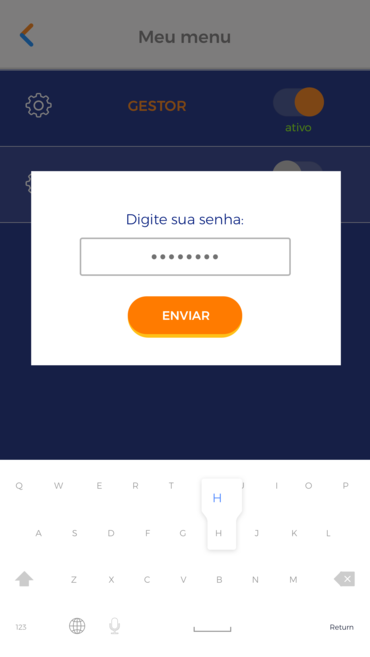 Meu menu
GESTOR
ativo
Digite sua senha:
••••••••
ENVIAR
Q W E R T U I O P
H
A S D F G H J K L
Z X C V B N M
123 Return